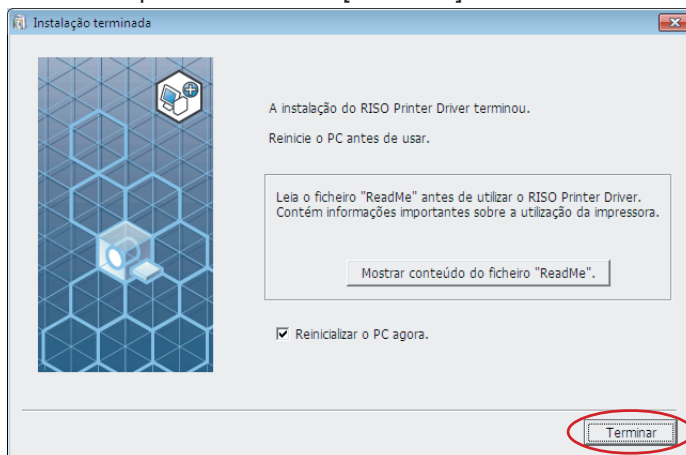 Instalação terminada
A instalação do RISO Printer Driver terminou.
Reinicie o PC antes de usar.
Leia o ficheiro "ReadMe" antes de utilizar o RISO Printer Driver.
Contém informações importantes sobre a utilização da impressora.
Mostrar conteúdo do ficheiro "ReadMe".
Reinicializar o PC agora.
Terminar